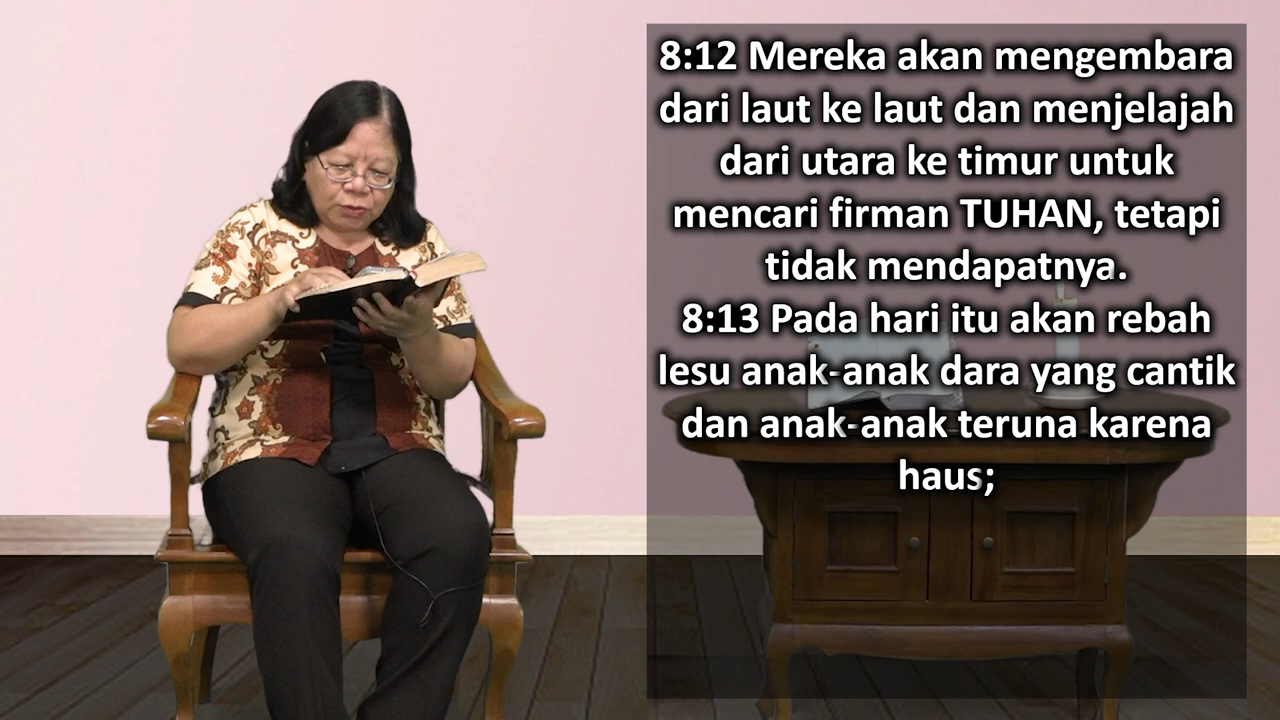 8:12 Mereka akan mengembara
dari laut ke laut dan menjelajah
dari utara ke timur untuk
mencari firman TUHAN, tetapi
tidak mendapatnya.
8:13 Pada hari itu akan rebah
lesu anak-anak dara yang cantik
dan anak-anak teruna karena
haus;